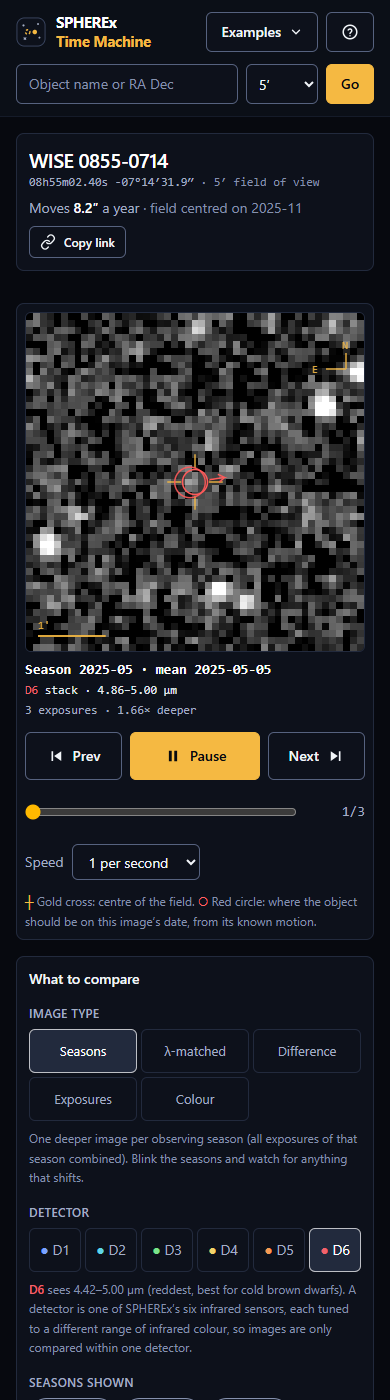 SPHEREx
Time Machine
Examples
Object name or RA Dec
5′
Go
WISE 0855-0714
08h55m02.40s -07°14′31.9″ · 5′ field of view
Moves 8.2″ a year · field centred on 2025-11
Copy link
N
E
1′
Season 2025-05 · mean 2025-05-05
D6 stack · 4.86–5.00 µm
3 exposures · 1.66× deeper
Prev
Pause
Next
1/3
Speed
1 per second
Gold cross: centre of the field. Red circle: where the object
should be on this image's date, from its known motion.
What to compare
IMAGE TYPE
Seasons
λ-matched
Difference
Exposures
Colour
One deeper image per observing season (all exposures of that
season combined). Blink the seasons and watch for anything
that shifts.
DETECTOR
D1
D2
D3
D4
D5
D6
D6 sees 4.42–5.00 µm (reddest, best for cold brown dwarfs). A
detector is one of SPHEREx's six infrared sensors, each tuned
to a different range of infrared colour, so images are only
compared within one detector.
SEASONS SHOWN